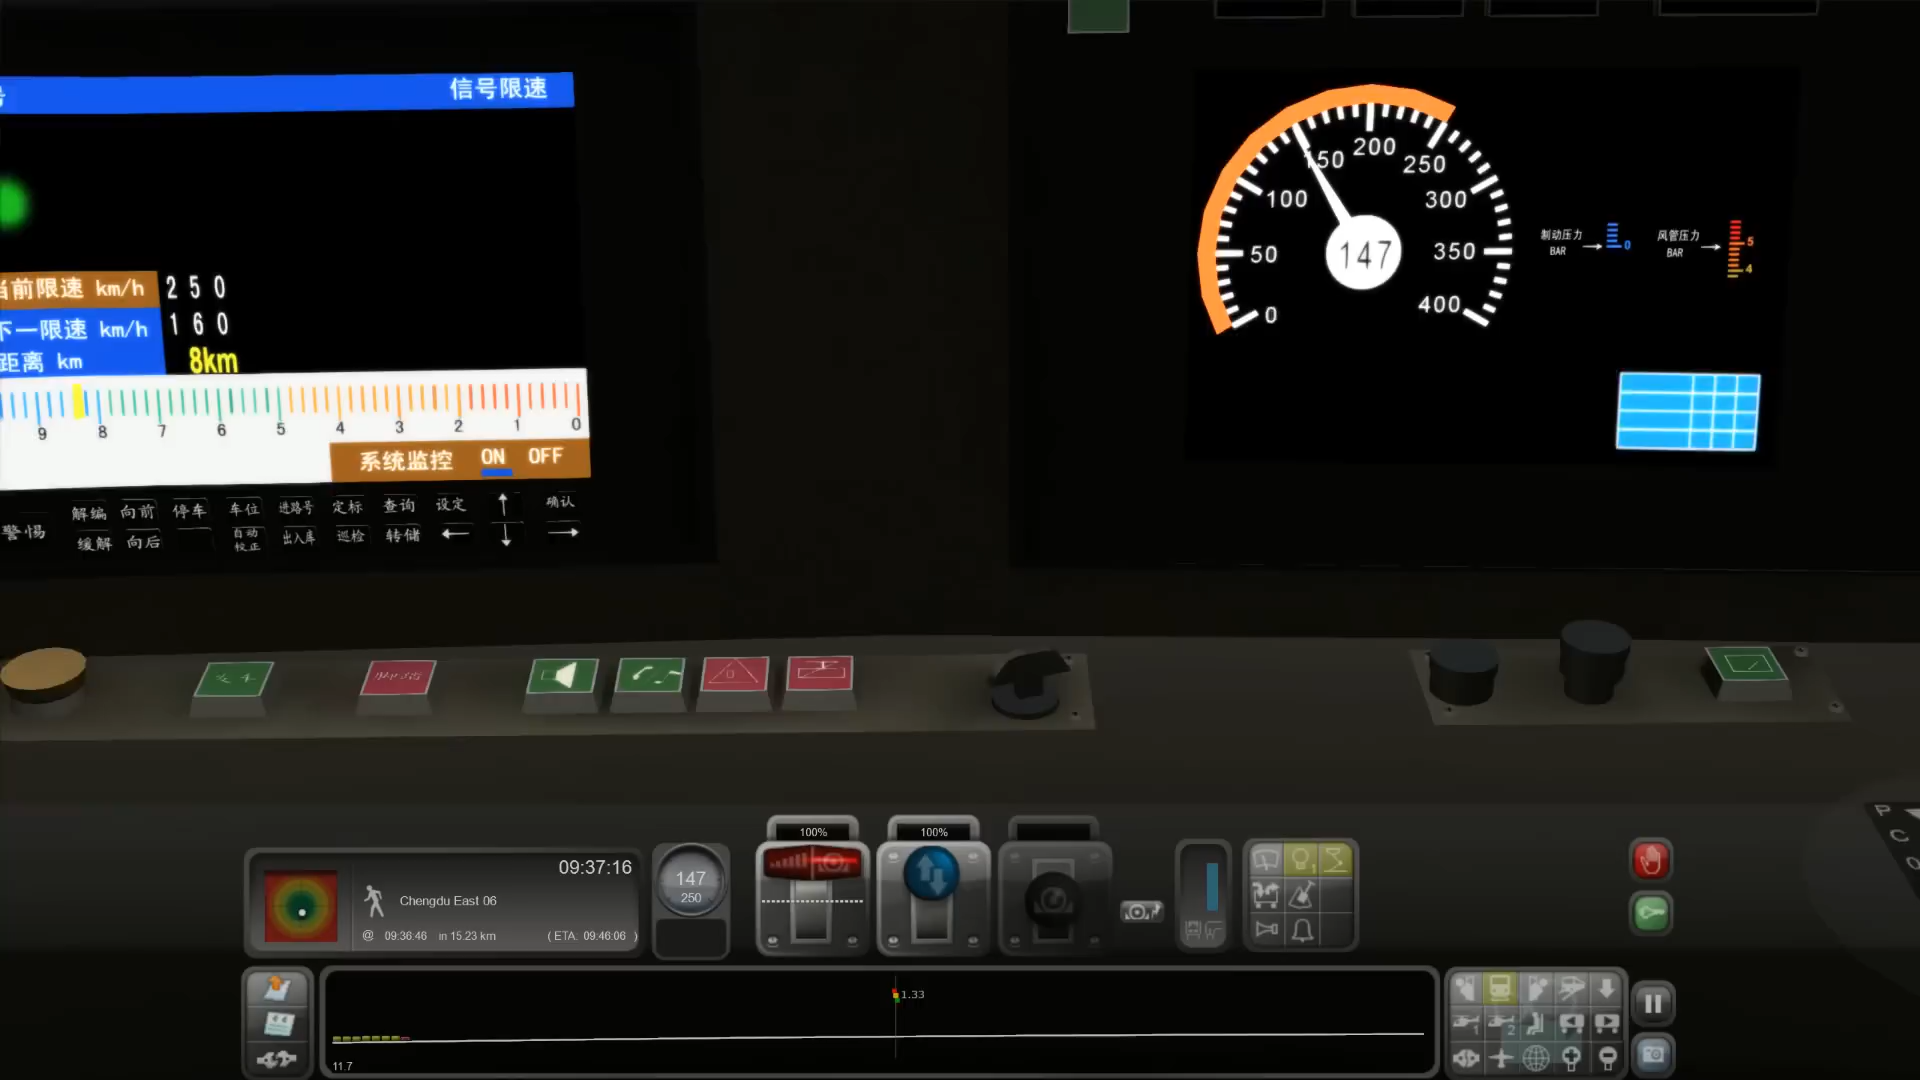 信号限速
当前限速 km/h 250
下一限速 km/h 160
距离 km 8km
9 8 7 6 5 4 3 2 1 0
系统监控 ON OFF
警惕
解编 向前 停车 车位 进路号 定标 查询 设定 ↑ 确认
缓解 向后 自动校正 出入库 巡检 转储 ← ↓ →
0 50 100 150 200 250 300 350 400
147
制动压力
BAR
0
风管压力
BAR
5
4
100%
100%
09:37:16
Chengdu East 06
@ 09:36:46 in 15.23 km ( ETA: 09:46:06 )
147
250
1.33
11.7
1
2
P
C